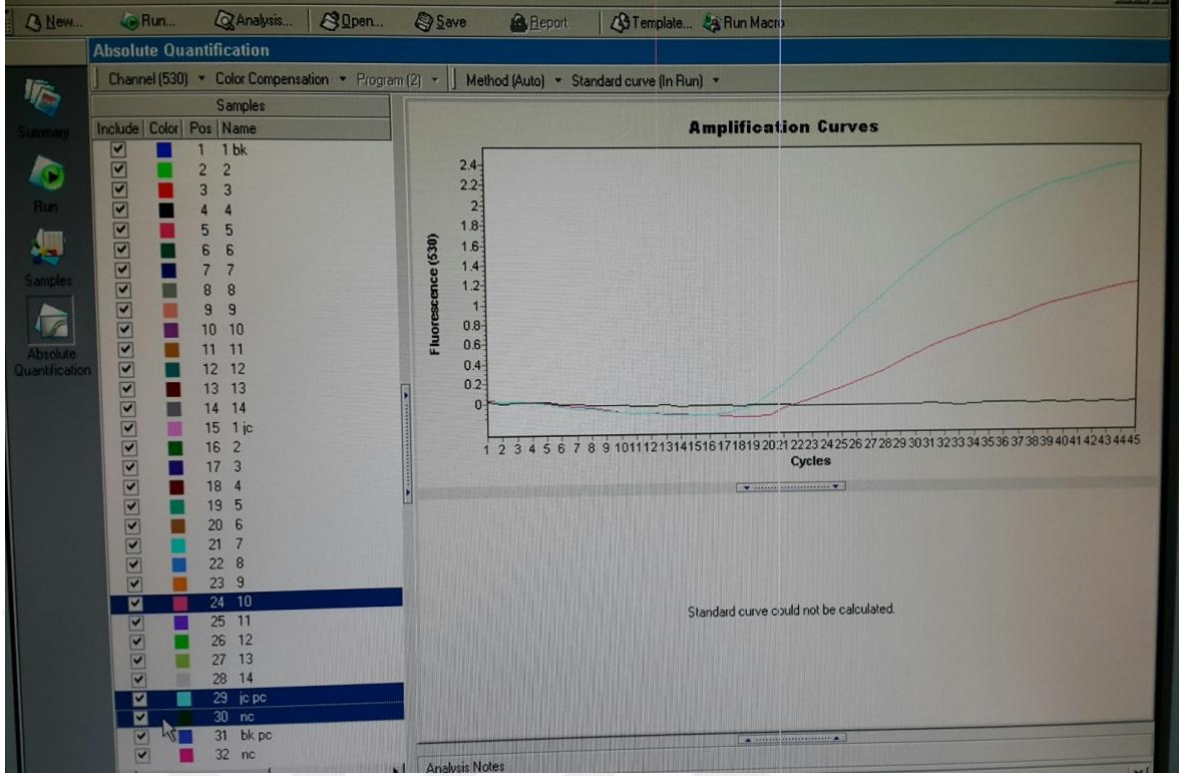 New... Run... Analysis... Open... Save Report Template... Run Macro
Absolute Quantification
Channel (530) Color Compensation Program (2) Method (Auto) Standard curve (In Run)
Summary
Run
Samples
Absolute
Quantification
Samples
Include Color Pos Name
1 1 bk
2 2
3 3
4 4
5 5
6 6
7 7
8 8
9 9
10 10
11 11
12 12
13 13
14 14
15 1 jc
16 2
17 3
18 4
19 5
20 6
21 7
22 8
23 9
24 10
25 11
26 12
27 13
28 14
29 jc pc
30 nc
31 bk pc
32 nc
Amplification Curves
Fluorescence (530)
2.4
2.2
2
1.8
1.6
1.4
1.2
1
0.8
0.6
0.4
0.2
0
1 2 3 4 5 6 7 8 9 10 11 12 13 14 15 16 17 18 19 20 21 22 23 24 25 26 27 28 29 30 31 32 33 34 35 36 37 38 39 40 41 42 43 44 45
Cycles
Standard curve could not be calculated.
Analysis Notes